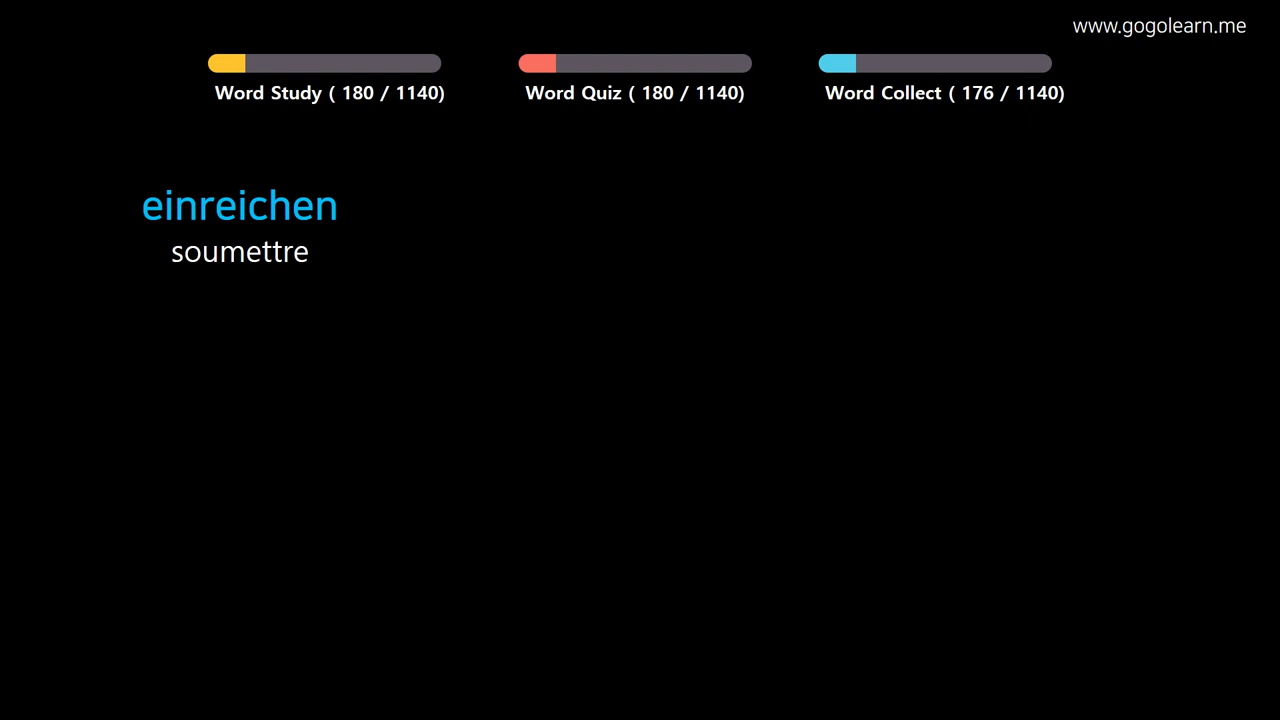 www.gogolearn.me
Word Study ( 180 / 1140)
Word Quiz ( 180 / 1140)
Word Collect ( 176 / 1140)
einreichen
soumettre